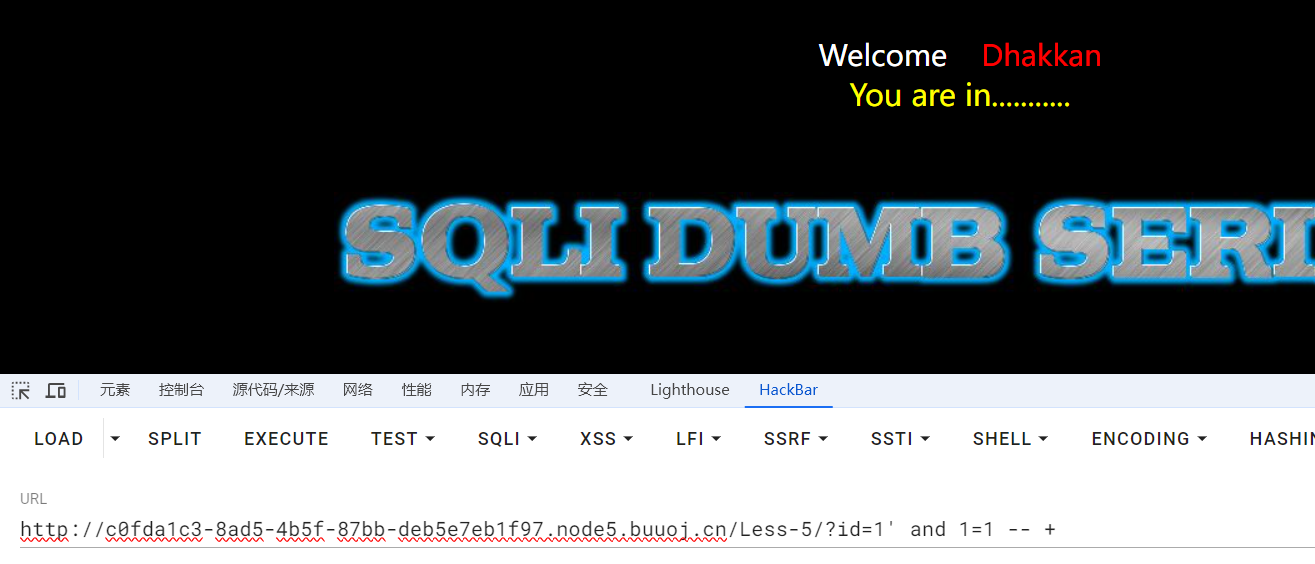 Welcome Dhakkan
You are in...........
SQLI DUMB SERI
元素 控制台 源代码/来源 网络 性能 内存 应用 安全 Lighthouse HackBar
LOAD SPLIT EXECUTE TEST SQLI XSS LFI SSRF SSTI SHELL ENCODING HASHIN
URL
http://c0fda1c3-8ad5-4b5f-87bb-deb5e7eb1f97.node5.buuoj.cn/Less-5/?id=1' and 1=1 -- +